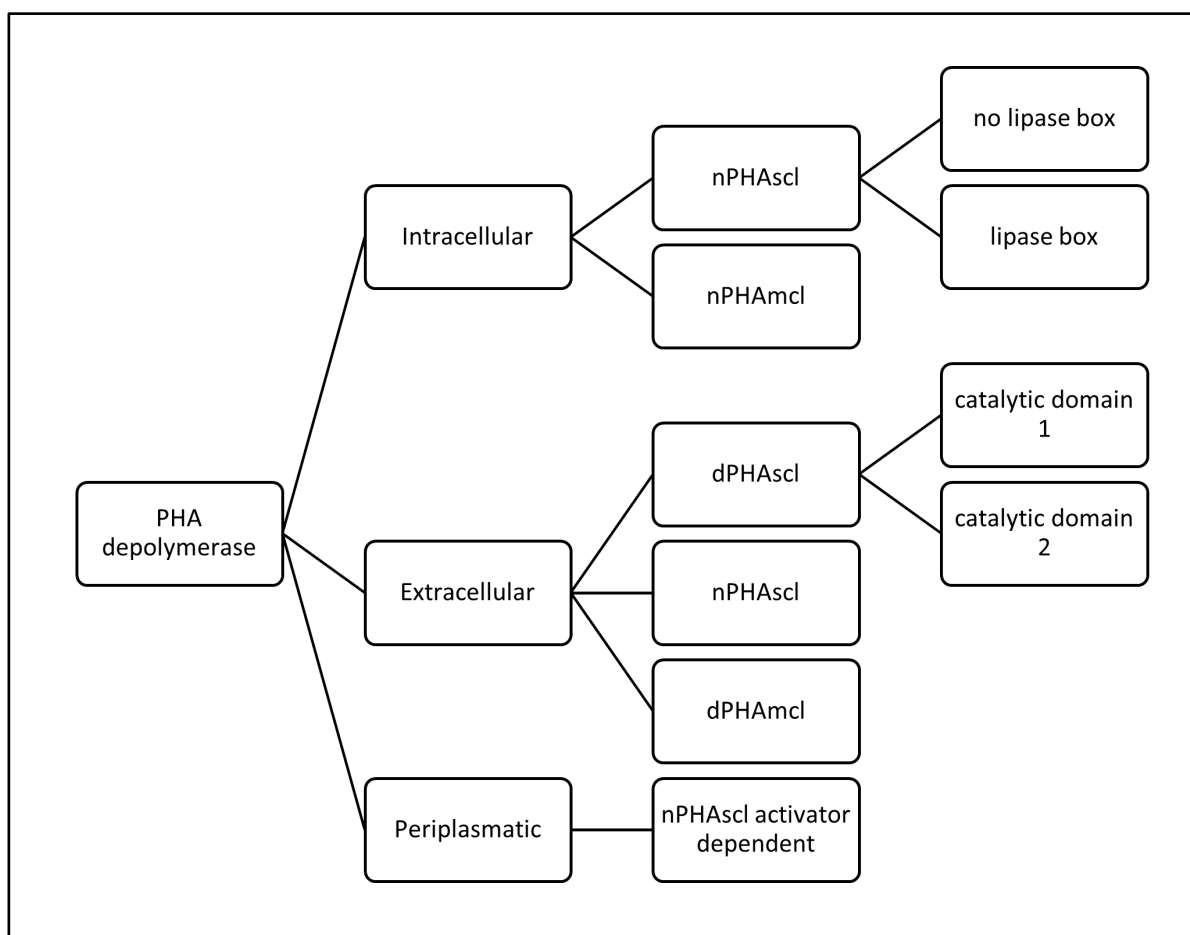 PHA
depolymerase
Intracellular
nPHAscl
no lipase box
lipase box
nPHAmcl
Extracellular
dPHAscl
catalytic domain
1
catalytic domain
2
nPHAscl
dPHAmcl
Periplasmatic
nPHAscl activator
dependent